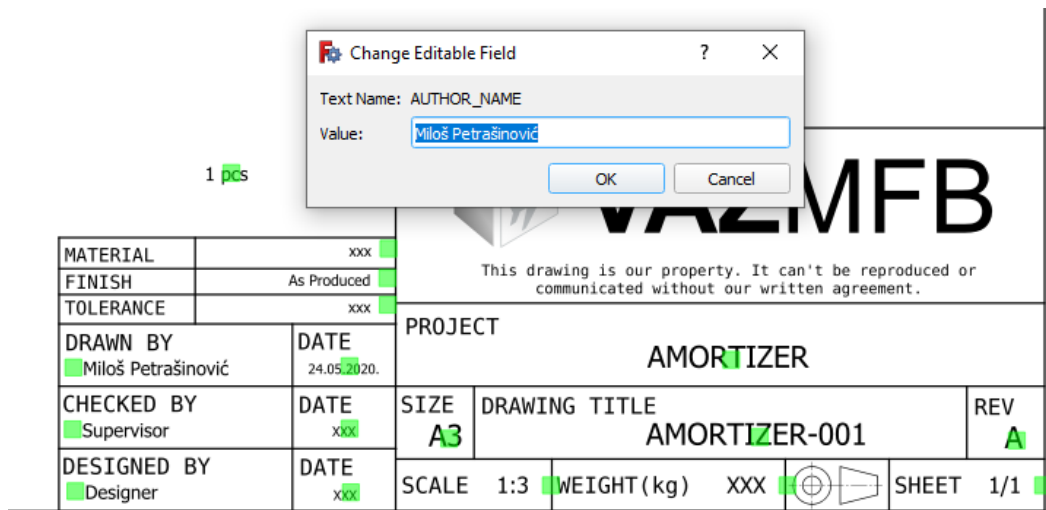 Change Editable Field
?
Text Name: AUTHOR_NAME
Value: Miloš Petrašinović
OK Cancel
1 pcs
VAZMFB
This drawing is our property. It can't be reproduced or
communicated without our written agreement.
MATERIAL xxx
FINISH As Produced
TOLERANCE xxx
PROJECT
AMORTIZER
DRAWN BY DATE
Miloš Petrašinović 24.05.2020.
CHECKED BY DATE
Supervisor xxx
SIZE DRAWING TITLE REV
A3 AMORTIZER-001 A
DESIGNED BY DATE
Designer xxx
SCALE 1:3 WEIGHT(kg) XXX SHEET 1/1